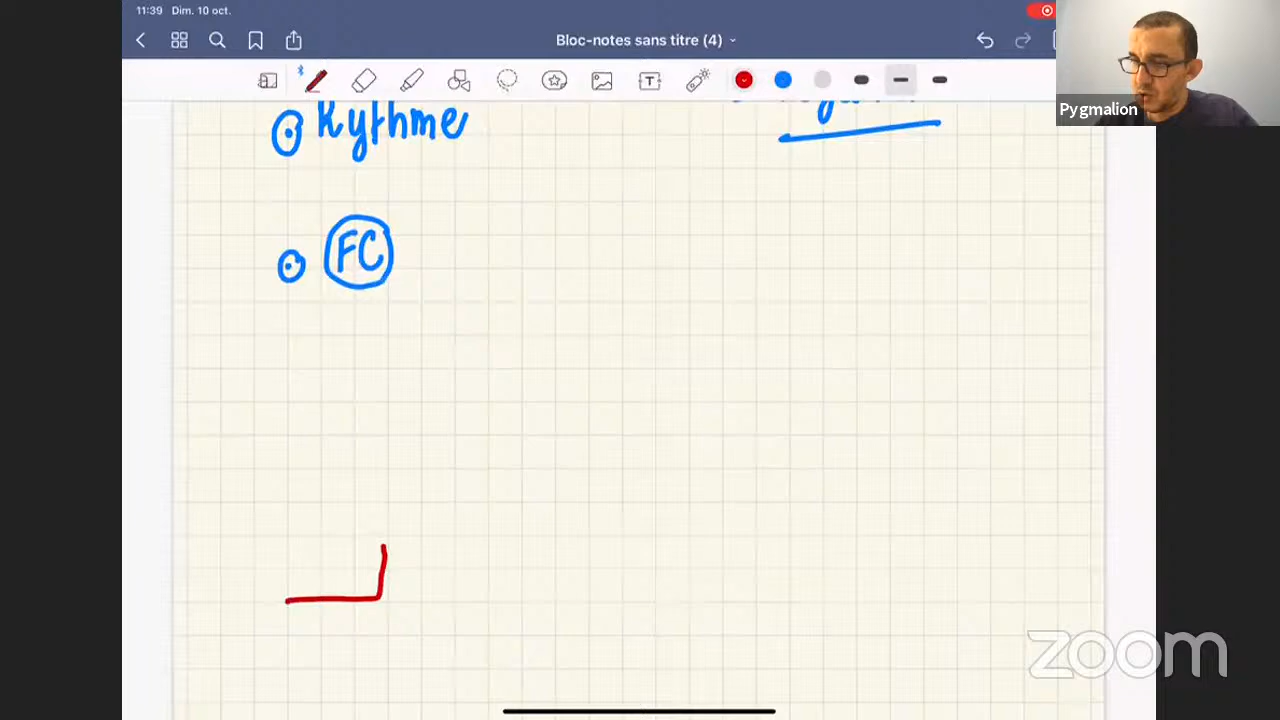 11:39 Dim. 10 oct.
Bloc-notes sans titre (4)
T
Pygmalion
Rythme
FC
zoom